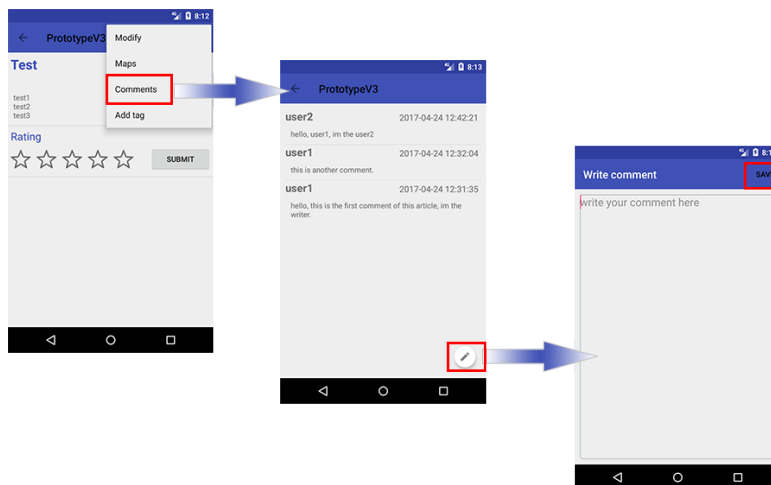 8:12
PrototypeV3
Modify
Maps
Comments
Add tag
Test
test1
test2
test3
Rating
SUBMIT
8:13
PrototypeV3
user2 2017-04-24 12:42:21
hello, user1, im the user2
user1 2017-04-24 12:32:04
this is another comment.
user1 2017-04-24 12:31:35
hello, this is the first comment of this article, im the
writer.
Write comment
write your comment here